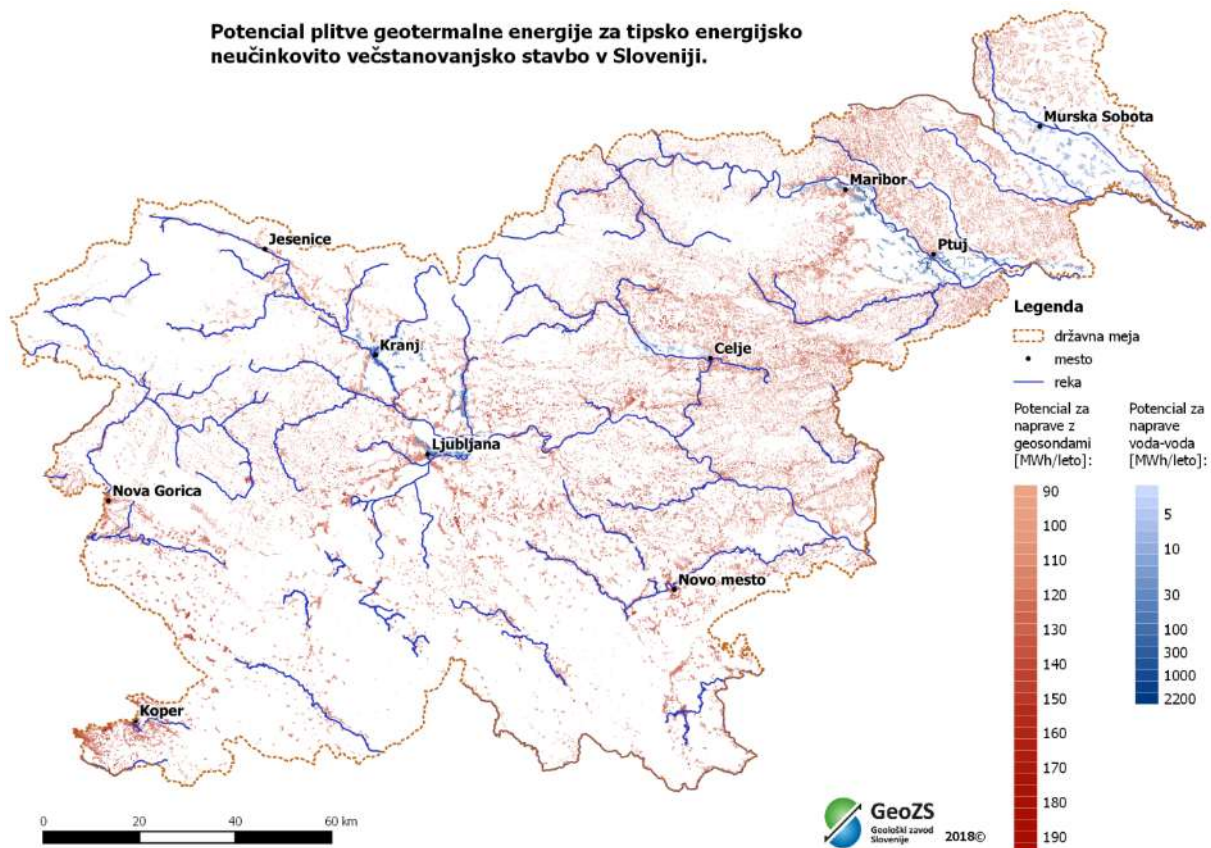 Potencial plitve geotermalne energije za tipsko energijsko
neučinkovito večstanovanjsko stavbo v Sloveniji.
Murska Sobota
Maribor
Jesenice
Ptuj
Kranj
Celje
Ljubljana
Nova Gorica
Novo mesto
Koper
Legenda
državna meja
mesto
reka
Potencial za
naprave z
geosondami
[MWh/leto]:
90
100
110
120
130
140
150
160
170
180
190
Potencial za
naprave
voda-voda
[MWh/leto]:
5
10
30
100
300
1000
2200
0 20 40 60 km
GeoZS
Geološki zavod
Slovenije
2018©